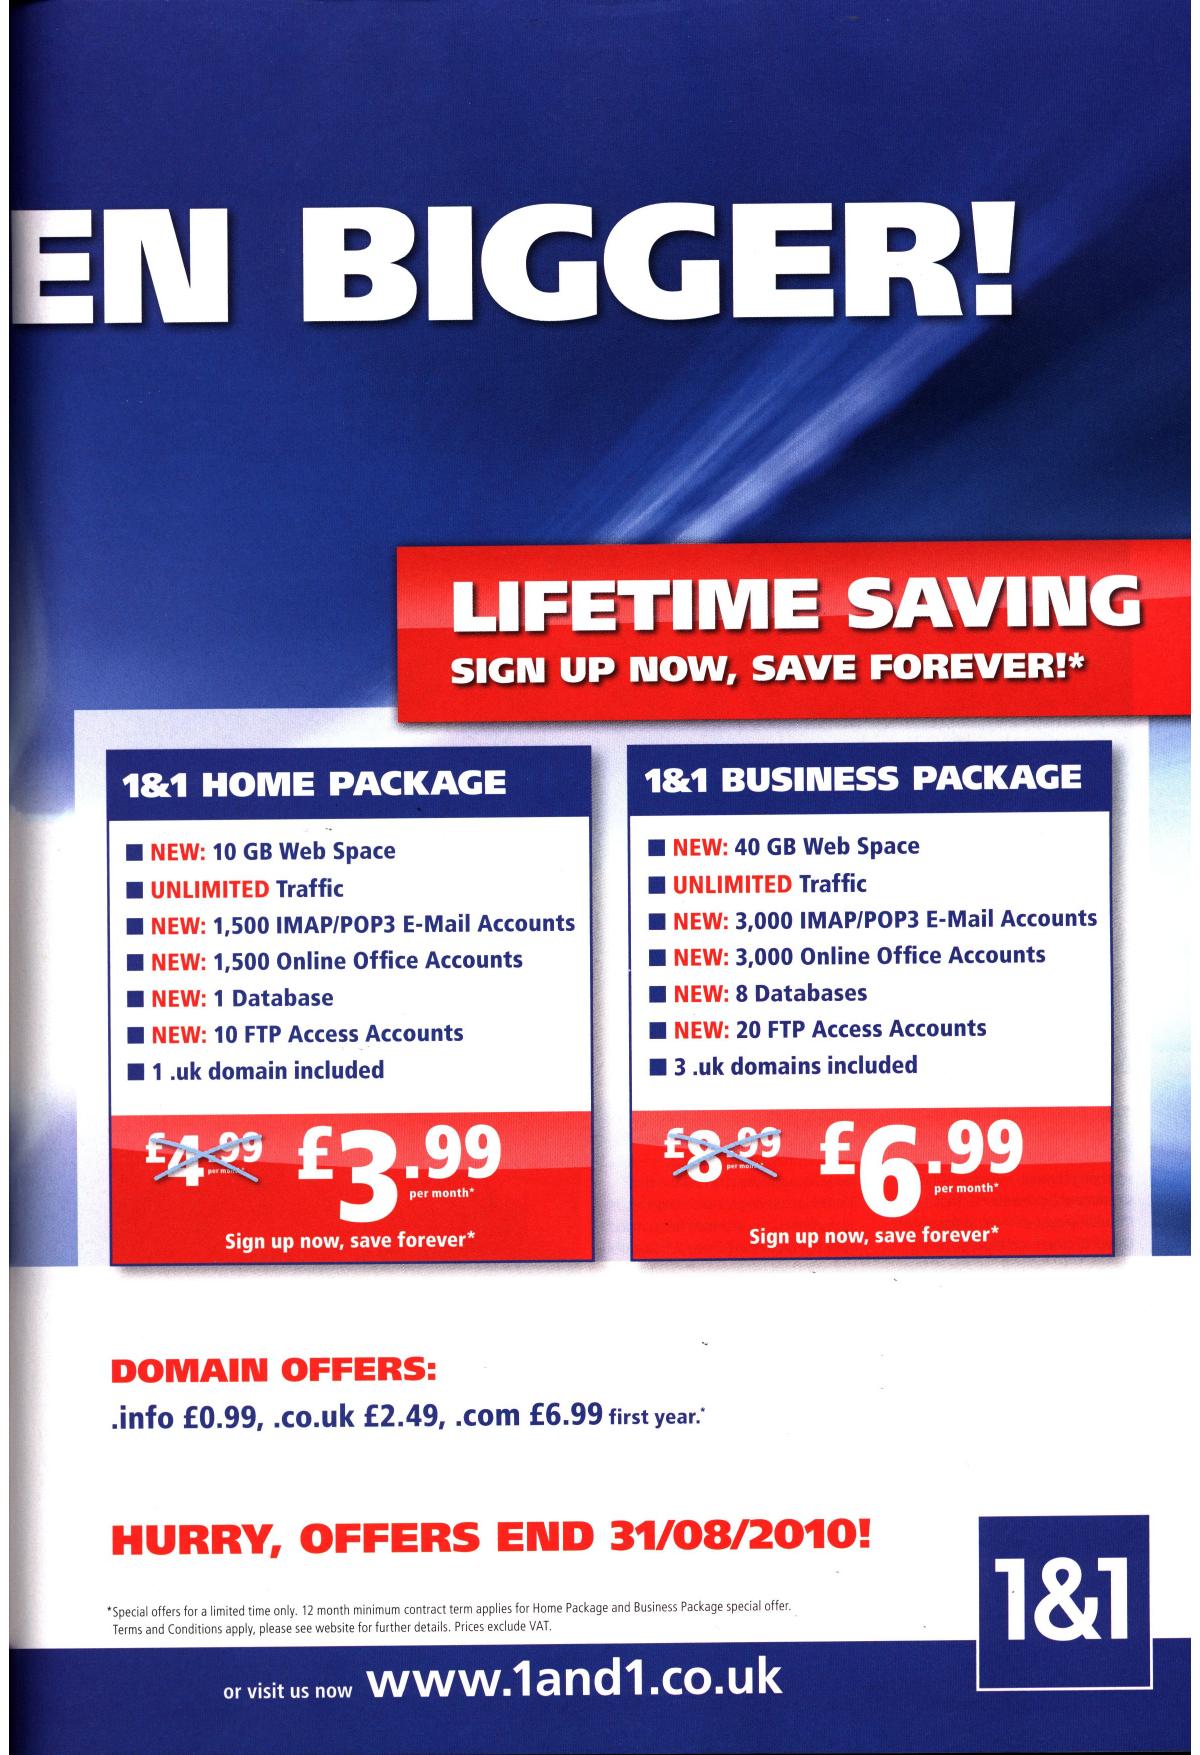 EN BIGGER!
LIFETIME SAVING
SIGN UP NOW, SAVE FOREVER!*
1&1 HOME PACKAGE
■ NEW: 10 GB Web Space
■ UNLIMITED Traffic
■ NEW: 1,500 IMAP/POP3 E-Mail Accounts
■ NEW: 1,500 Online Office Accounts
■ NEW: 1 Database
■ NEW: 10 FTP Access Accounts
■ 1 .uk domain included
£4.99 per month* £3.99 per month*
Sign up now, save forever*
1&1 BUSINESS PACKAGE
■ NEW: 40 GB Web Space
■ UNLIMITED Traffic
■ NEW: 3,000 IMAP/POP3 E-Mail Accounts
■ NEW: 3,000 Online Office Accounts
■ NEW: 8 Databases
■ NEW: 20 FTP Access Accounts
■ 3 .uk domains included
£8.99 per month* £6.99 per month*
Sign up now, save forever*
DOMAIN OFFERS:
.info £0.99, .co.uk £2.49, .com £6.99 first year.*
HURRY, OFFERS END 31/08/2010!
*Special offers for a limited time only. 12 month minimum contract term applies for Home Package and Business Package special offer.
Terms and Conditions apply, please see website for further details. Prices exclude VAT.
1&1
or visit us now www.1and1.co.uk